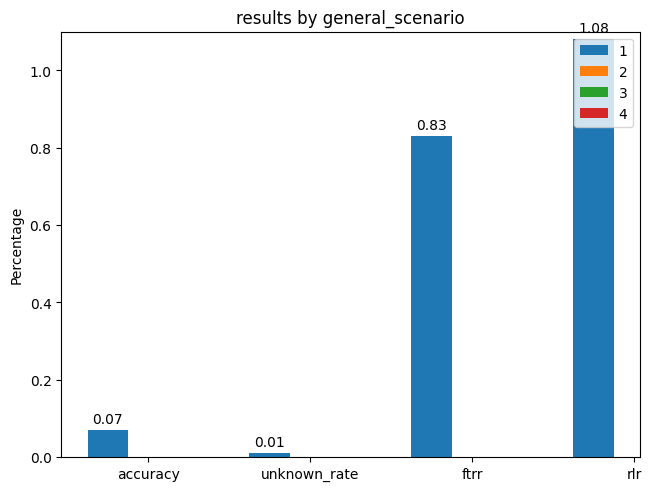 results by general_scenario
1.08
1
2
3
4
1.0
0.83
0.8
Percentage
0.6
0.4
0.2
0.07
0.01
0.0
accuracy
unknown_rate
ftrr
rlr